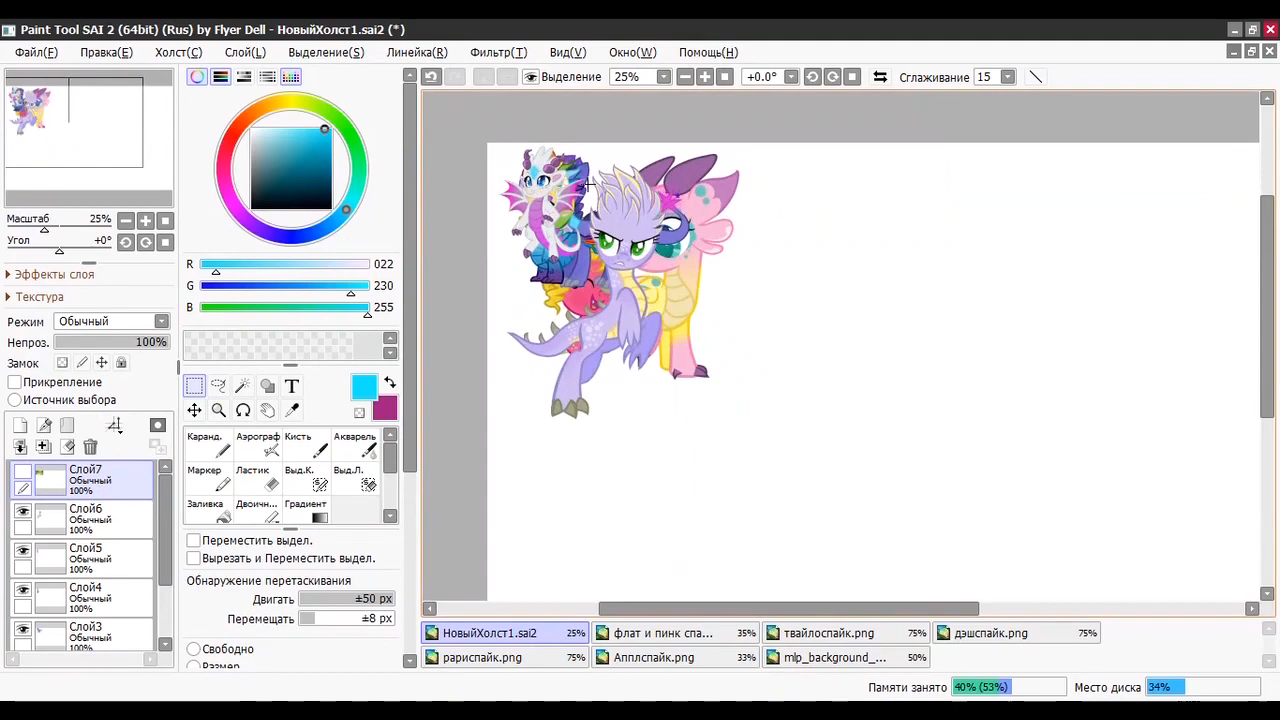 Paint Tool SAI 2 (64bit) (Rus) by Flyer Dell - НовыйХолст1.sai2 (*)
Файл(F) Правка(E) Холст(C) Слой(L) Выделение(S) Линейка(R) Фильтр(T) Вид(V) Окно(W) Помощь(H)
Выделение 25% +0.0° Сглаживание 15
Масштаб 25%
Угол +0°
Эффекты слоя
Текстура
Режим Обычный
Непроз. 100%
Замок
Прикрепление
Источник выбора
Слой7
Обычный
100%
Слой6
Обычный
100%
Слой5
Обычный
100%
Слой4
Обычный
100%
Слой3
Обычный
R 022
G 230
B 255
T
Каранд. Аэрограф Кисть Акварель
Маркер Ластик Выд.К. Выд.Л.
Заливка Двоичн... Градиент
Переместить выдел.
Вырезать и Переместить выдел.
Обнаружение перетаскивания
Двигать ±50 px
Перемещать ±8 px
Свободно
Размер
НовыйХолст1.sai2 25% флат и пинк спа... 35% твайлоспайк.png 75% дэшспайк.png 75%
рариспайк.png 75% Апплспайк.png 33% mlp_background_... 50%
Памяти занято 40% (53%) Место диска 34%